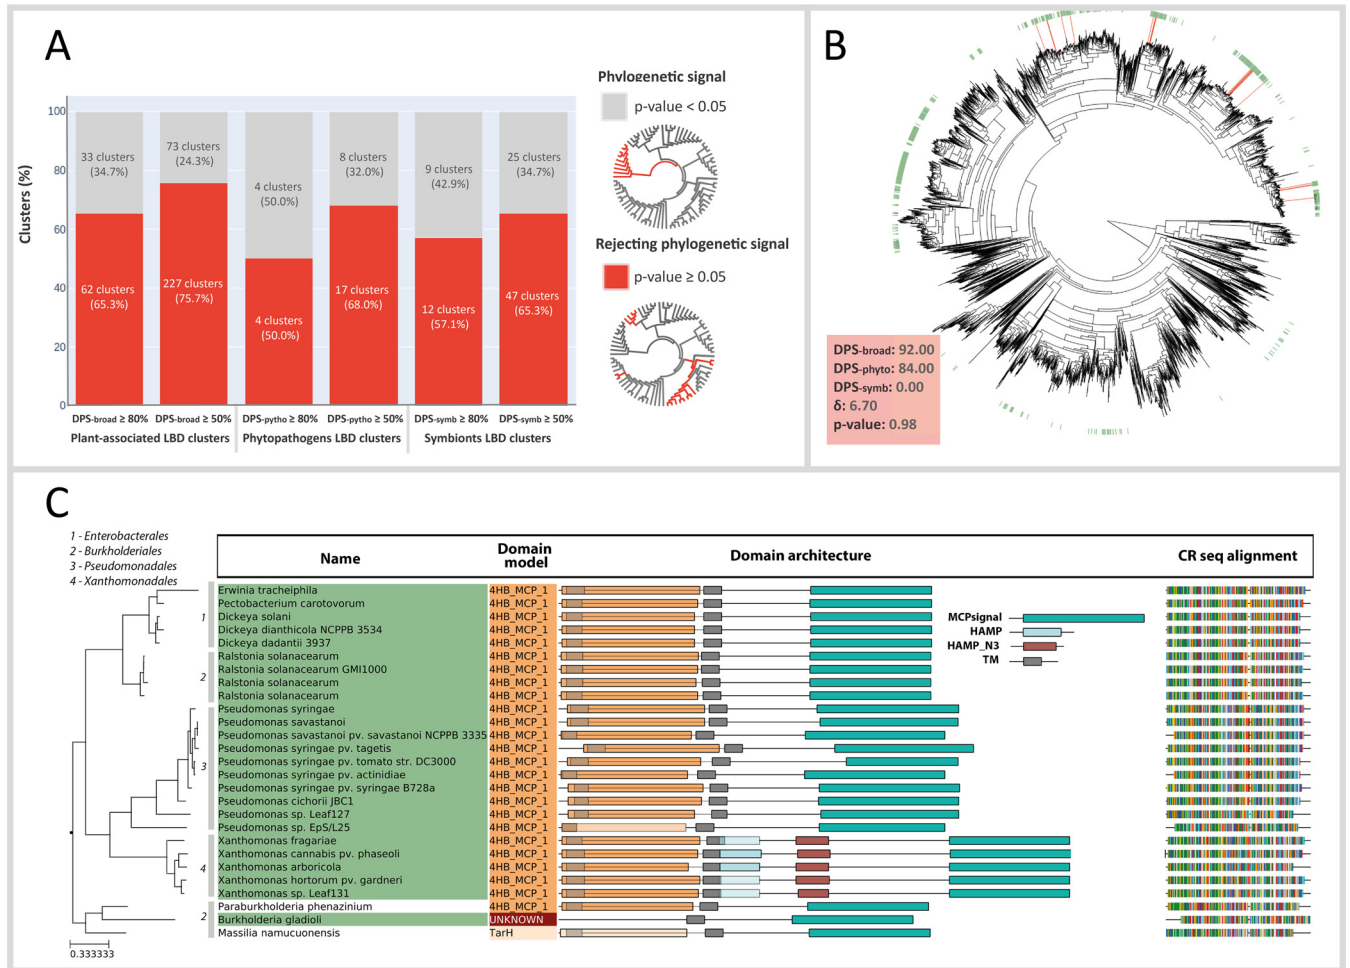 A
Phylogenetic signal
p-value < 0.05
Rejecting phylogenetic signal
p-value ≥ 0.05
Clusters (%)
100
80
60
40
20
0
33 clusters
(34.7%)
73 clusters
(24.3%)
4 clusters
(50.0%)
8 clusters
(32.0%)
9 clusters
(42.9%)
25 clusters
(34.7%)
62 clusters
(65.3%)
227 clusters
(75.7%)
4 clusters
(50.0%)
17 clusters
(68.0%)
12 clusters
(57.1%)
47 clusters
(65.3%)
DPS-broad ≥ 80% DPS-broad ≥ 50% DPS-pytho ≥ 80% DPS-pytho ≥ 50% DPS-symb ≥ 80% DPS-symb ≥ 50%
Plant-associated LBD clusters Phytopathogens LBD clusters Symbionts LBD clusters
B
DPS-broad: 92.00
DPS-phyto: 84.00
DPS-symb: 0.00
δ: 6.70
p-value: 0.98
C
1 - Enterobacterales
2 - Burkholderiales
3 - Pseudomonadales
4 - Xanthomonadales
Name Domain model Domain architecture CR seq alignment
1
2
3
4
2
Erwinia tracheiphila 4HB_MCP_1
Pectobacterium carotovorum 4HB_MCP_1
Dickeya solani 4HB_MCP_1
Dickeya dianthicola NCPPB 3534 4HB_MCP_1
Dickeya dadantii 3937 4HB_MCP_1
Ralstonia solanacearum 4HB_MCP_1
Ralstonia solanacearum GMI1000 4HB_MCP_1
Ralstonia solanacearum 4HB_MCP_1
Ralstonia solanacearum 4HB_MCP_1
Pseudomonas syringae 4HB_MCP_1
Pseudomonas savastanoi 4HB_MCP_1
Pseudomonas savastanoi pv. savastanoi NCPPB 3335 4HB_MCP_1
Pseudomonas syringae pv. tagetis 4HB_MCP_1
Pseudomonas syringae pv. tomato str. DC3000 4HB_MCP_1
Pseudomonas syringae pv. actinidiae 4HB_MCP_1
Pseudomonas syringae pv. syringae B728a 4HB_MCP_1
Pseudomonas cichorii JBC1 4HB_MCP_1
Pseudomonas sp. Leaf127 4HB_MCP_1
Pseudomonas sp. EpS/L25 4HB_MCP_1
Xanthomonas fragariae 4HB_MCP_1
Xanthomonas cannabis pv. phaseoli 4HB_MCP_1
Xanthomonas arboricola 4HB_MCP_1
Xanthomonas hortorum pv. gardneri 4HB_MCP_1
Xanthomonas sp. Leaf131 4HB_MCP_1
Paraburkholderia phenazinium 4HB_MCP_1
Burkholderia gladioli UNKNOWN
Massilia namucuonensis TarH
MCPsignal
HAMP
HAMP_N3
TM
0.333333